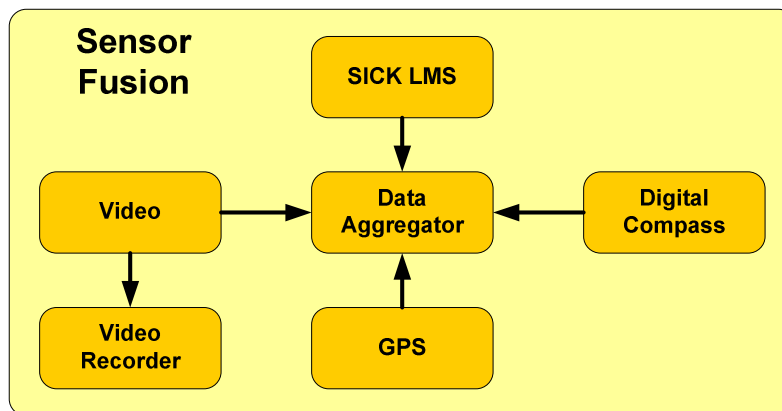 Sensor
Fusion
SICK LMS
Video
Data
Aggregator
Digital
Compass
Video
Recorder
GPS